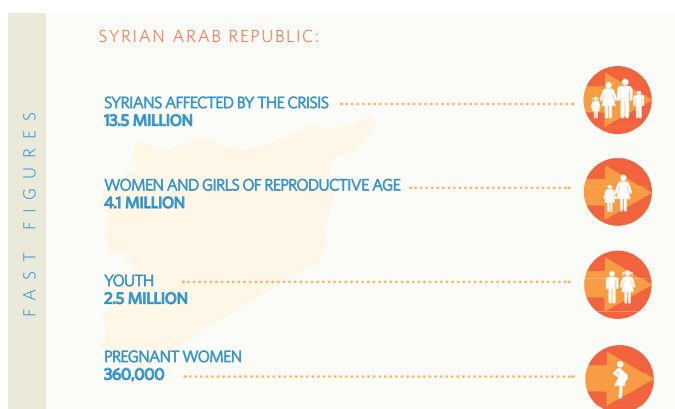 SYRIAN ARAB REPUBLIC:
SYRIANS AFFECTED BY THE CRISIS
13.5 MILLION
WOMEN AND GIRLS OF REPRODUCTIVE AGE
4.1 MILLION
YOUTH
2.5 MILLION
PREGNANT WOMEN
360,000
FAST FIGURES